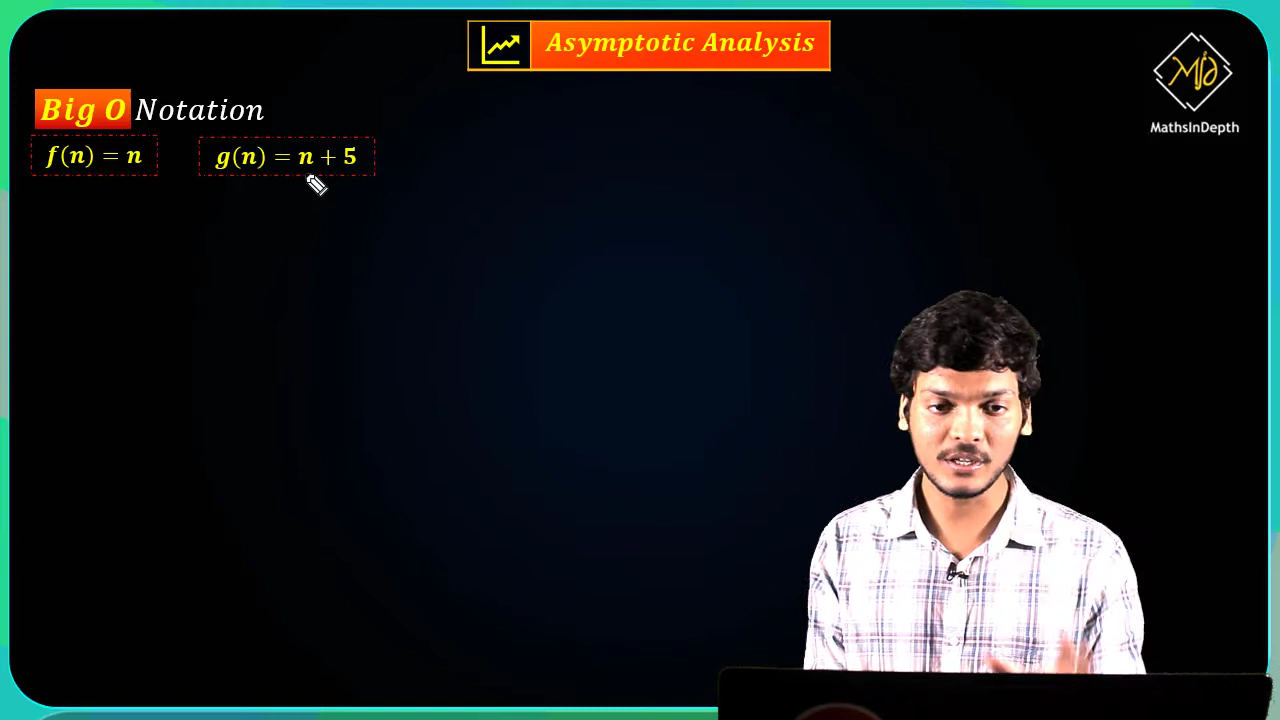 Asymptotic Analysis
MathsInDepth
Big O Notation
f(n) = n
g(n) = n + 5